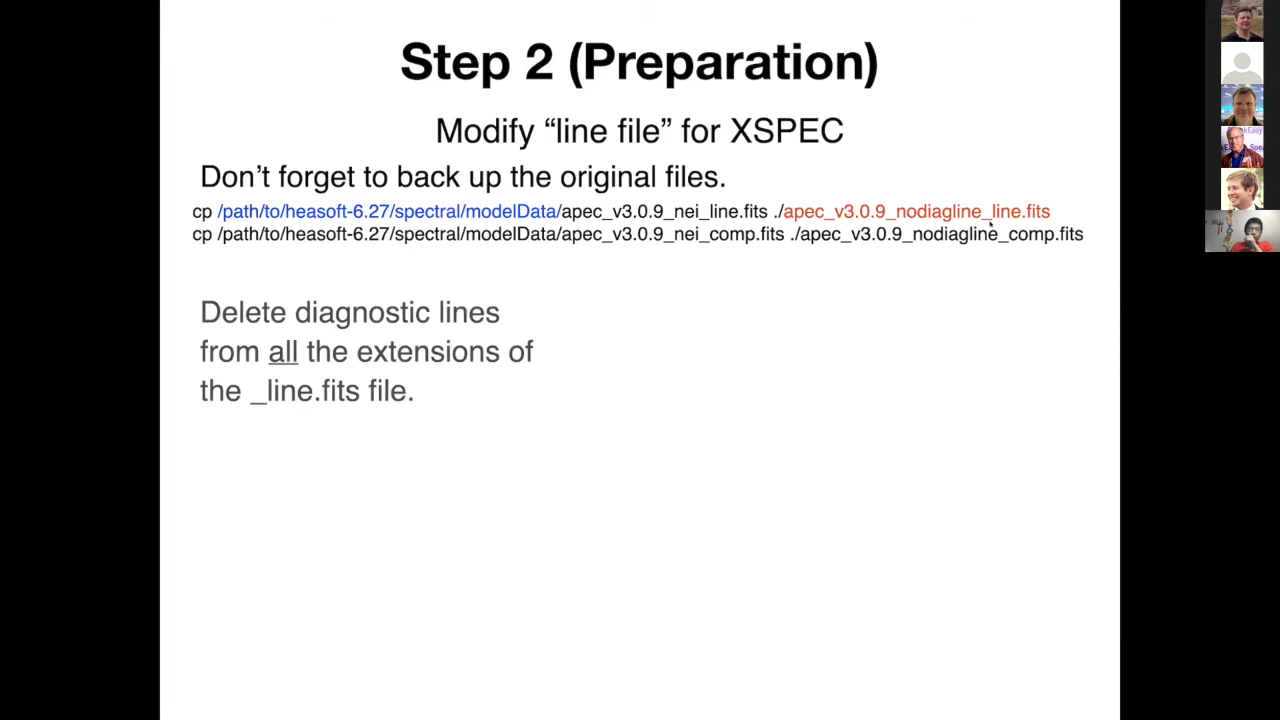 Step 2 (Preparation)
Modify “line file” for XSPEC
Don’t forget to back up the original files.
cp /path/to/heasoft-6.27/spectral/modelData/apec_v3.0.9_nei_line.fits ./apec_v3.0.9_nodiagline_line.fits
cp /path/to/heasoft-6.27/spectral/modelData/apec_v3.0.9_nei_comp.fits ./apec_v3.0.9_nodiagline_comp.fits
Delete diagnostic lines
from all the extensions of
the _line.fits file.